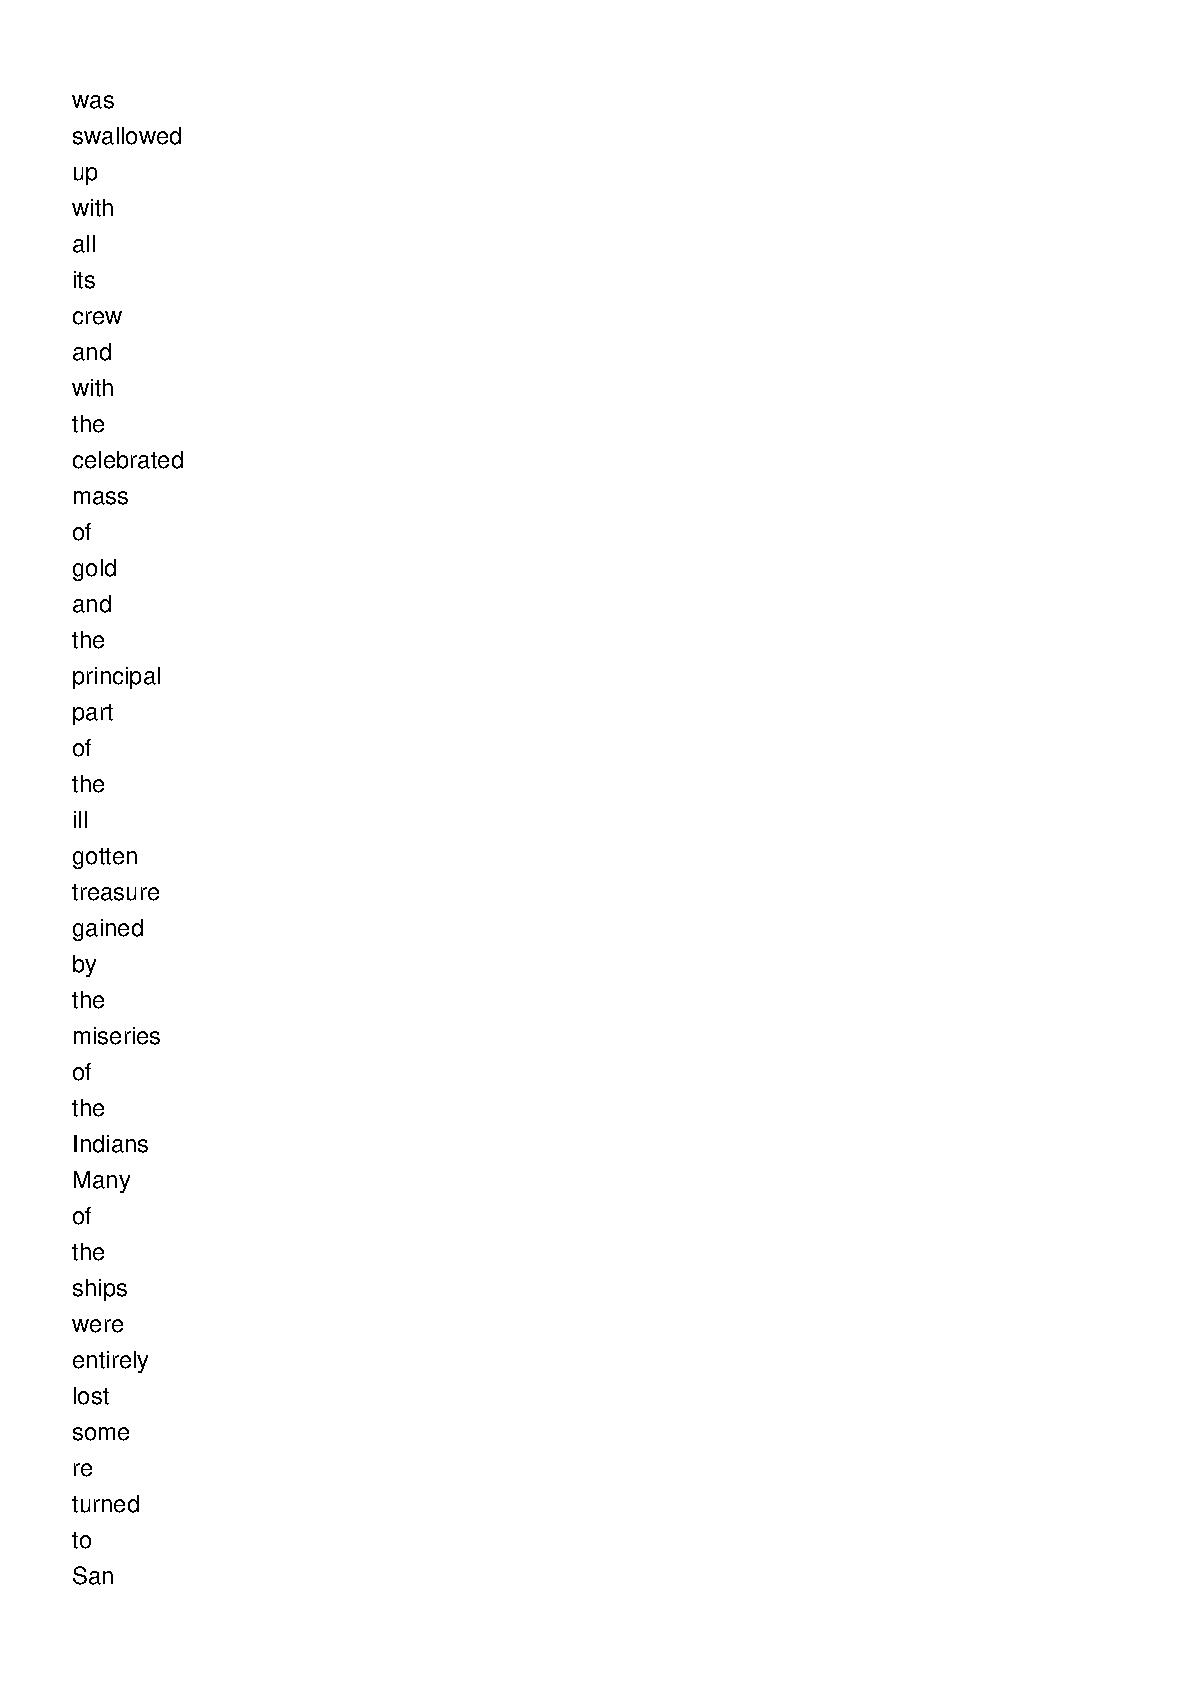 was
swallowed
up
with
all
its
crew
and
with
the
celebrated
mass
of
gold
and
the
principal
part
of
the
ill
gotten
treasure
gained
by
the
miseries
of
the
Indians
Many
of
the
ships
were
entirely
lost
some
re
turned
to
San